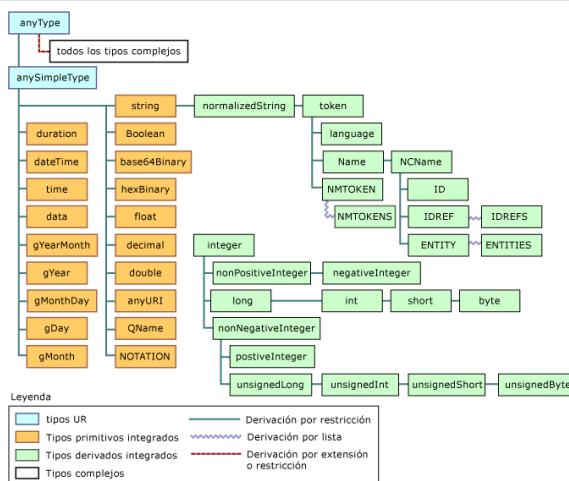 anyType
todos los tipos complejos
anySimpleType
string normalizedString token
duration Boolean language
dateTime base64Binary Name NCName
time hexBinary NMTOKEN ID
data float NMTOKENS IDREF IDREFS
gYearMonth decimal integer ENTITY ENTITIES
gYear double nonPositiveInteger negativeInteger
gMonthDay anyURI long int short byte
gDay QName nonNegativeInteger
gMonth NOTATION postiveInteger
unsignedLong unsignedInt unsignedShort unsignedByte
Leyenda
tipos UR Derivación por restricción
Tipos primitivos integrados Derivación por lista
Tipos derivados integrados Derivación por extensión
o restricción
Tipos complejos